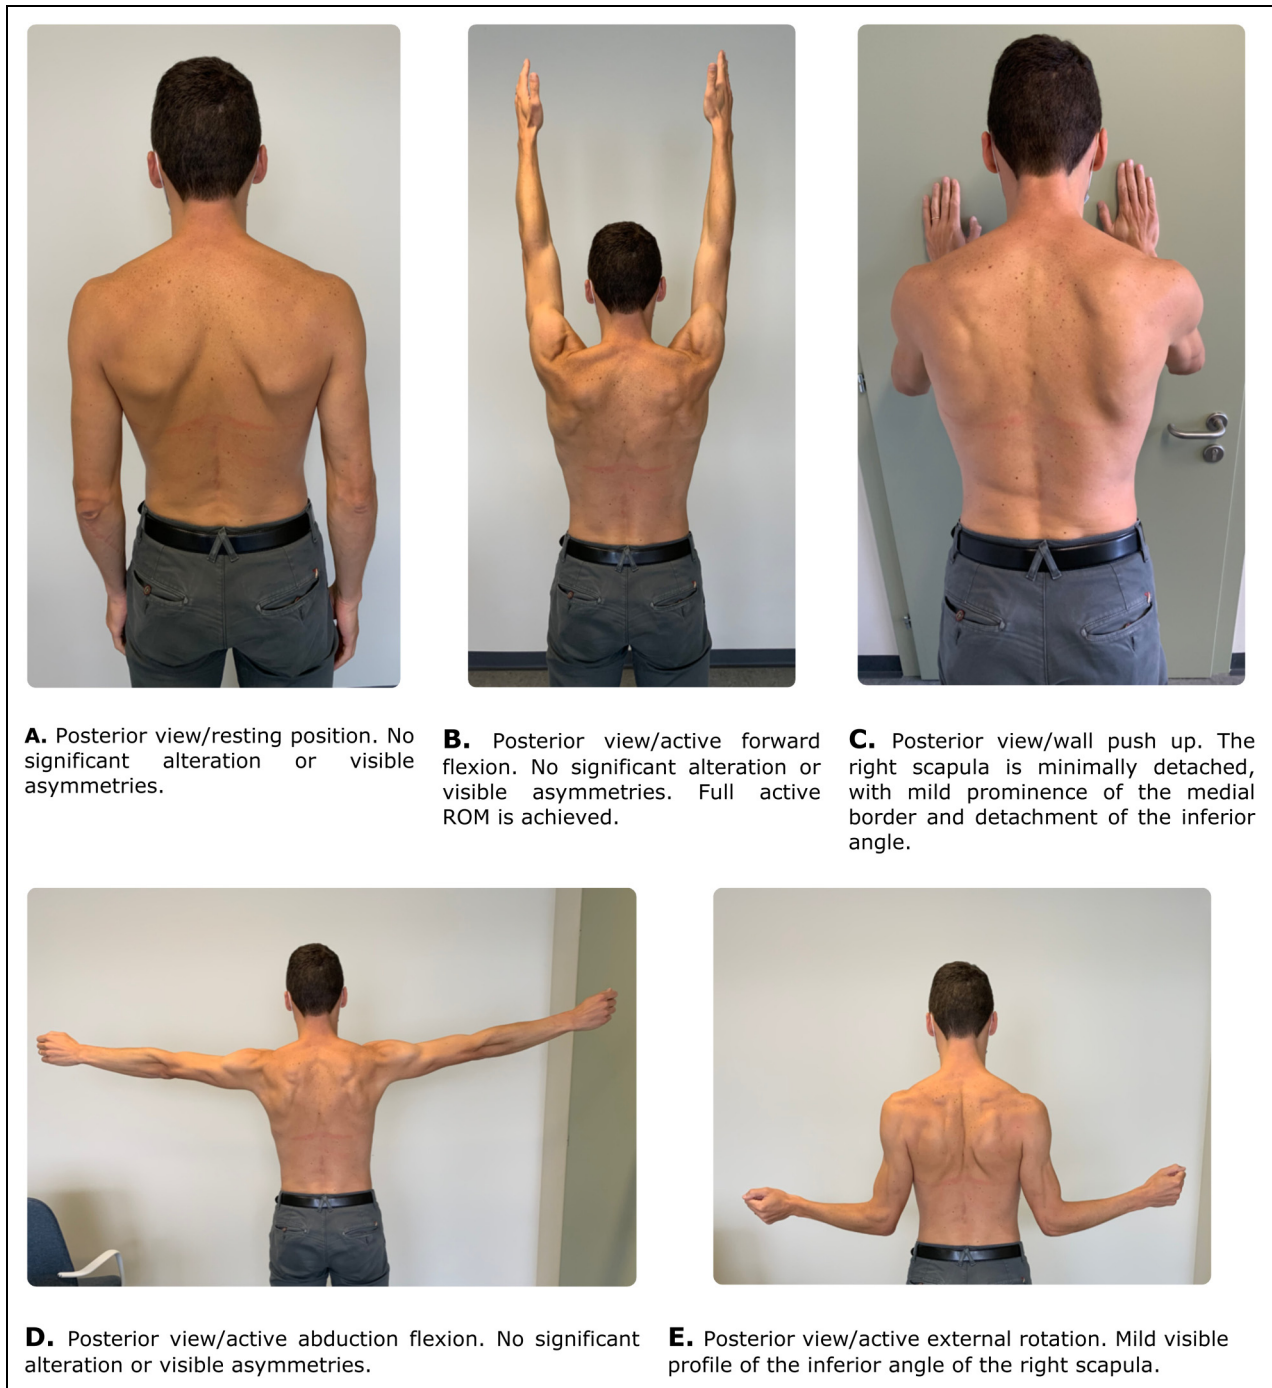 A. Posterior view/resting position. No
significant alteration or visible
asymmetries.
B. Posterior view/active forward
flexion. No significant alteration or
visible asymmetries. Full active
ROM is achieved.
C. Posterior view/wall push up. The
right scapula is minimally detached,
with mild prominence of the medial
border and detachment of the inferior
angle.
D. Posterior view/active abduction flexion. No significant
alteration or visible asymmetries.
E. Posterior view/active external rotation. Mild visible
profile of the inferior angle of the right scapula.